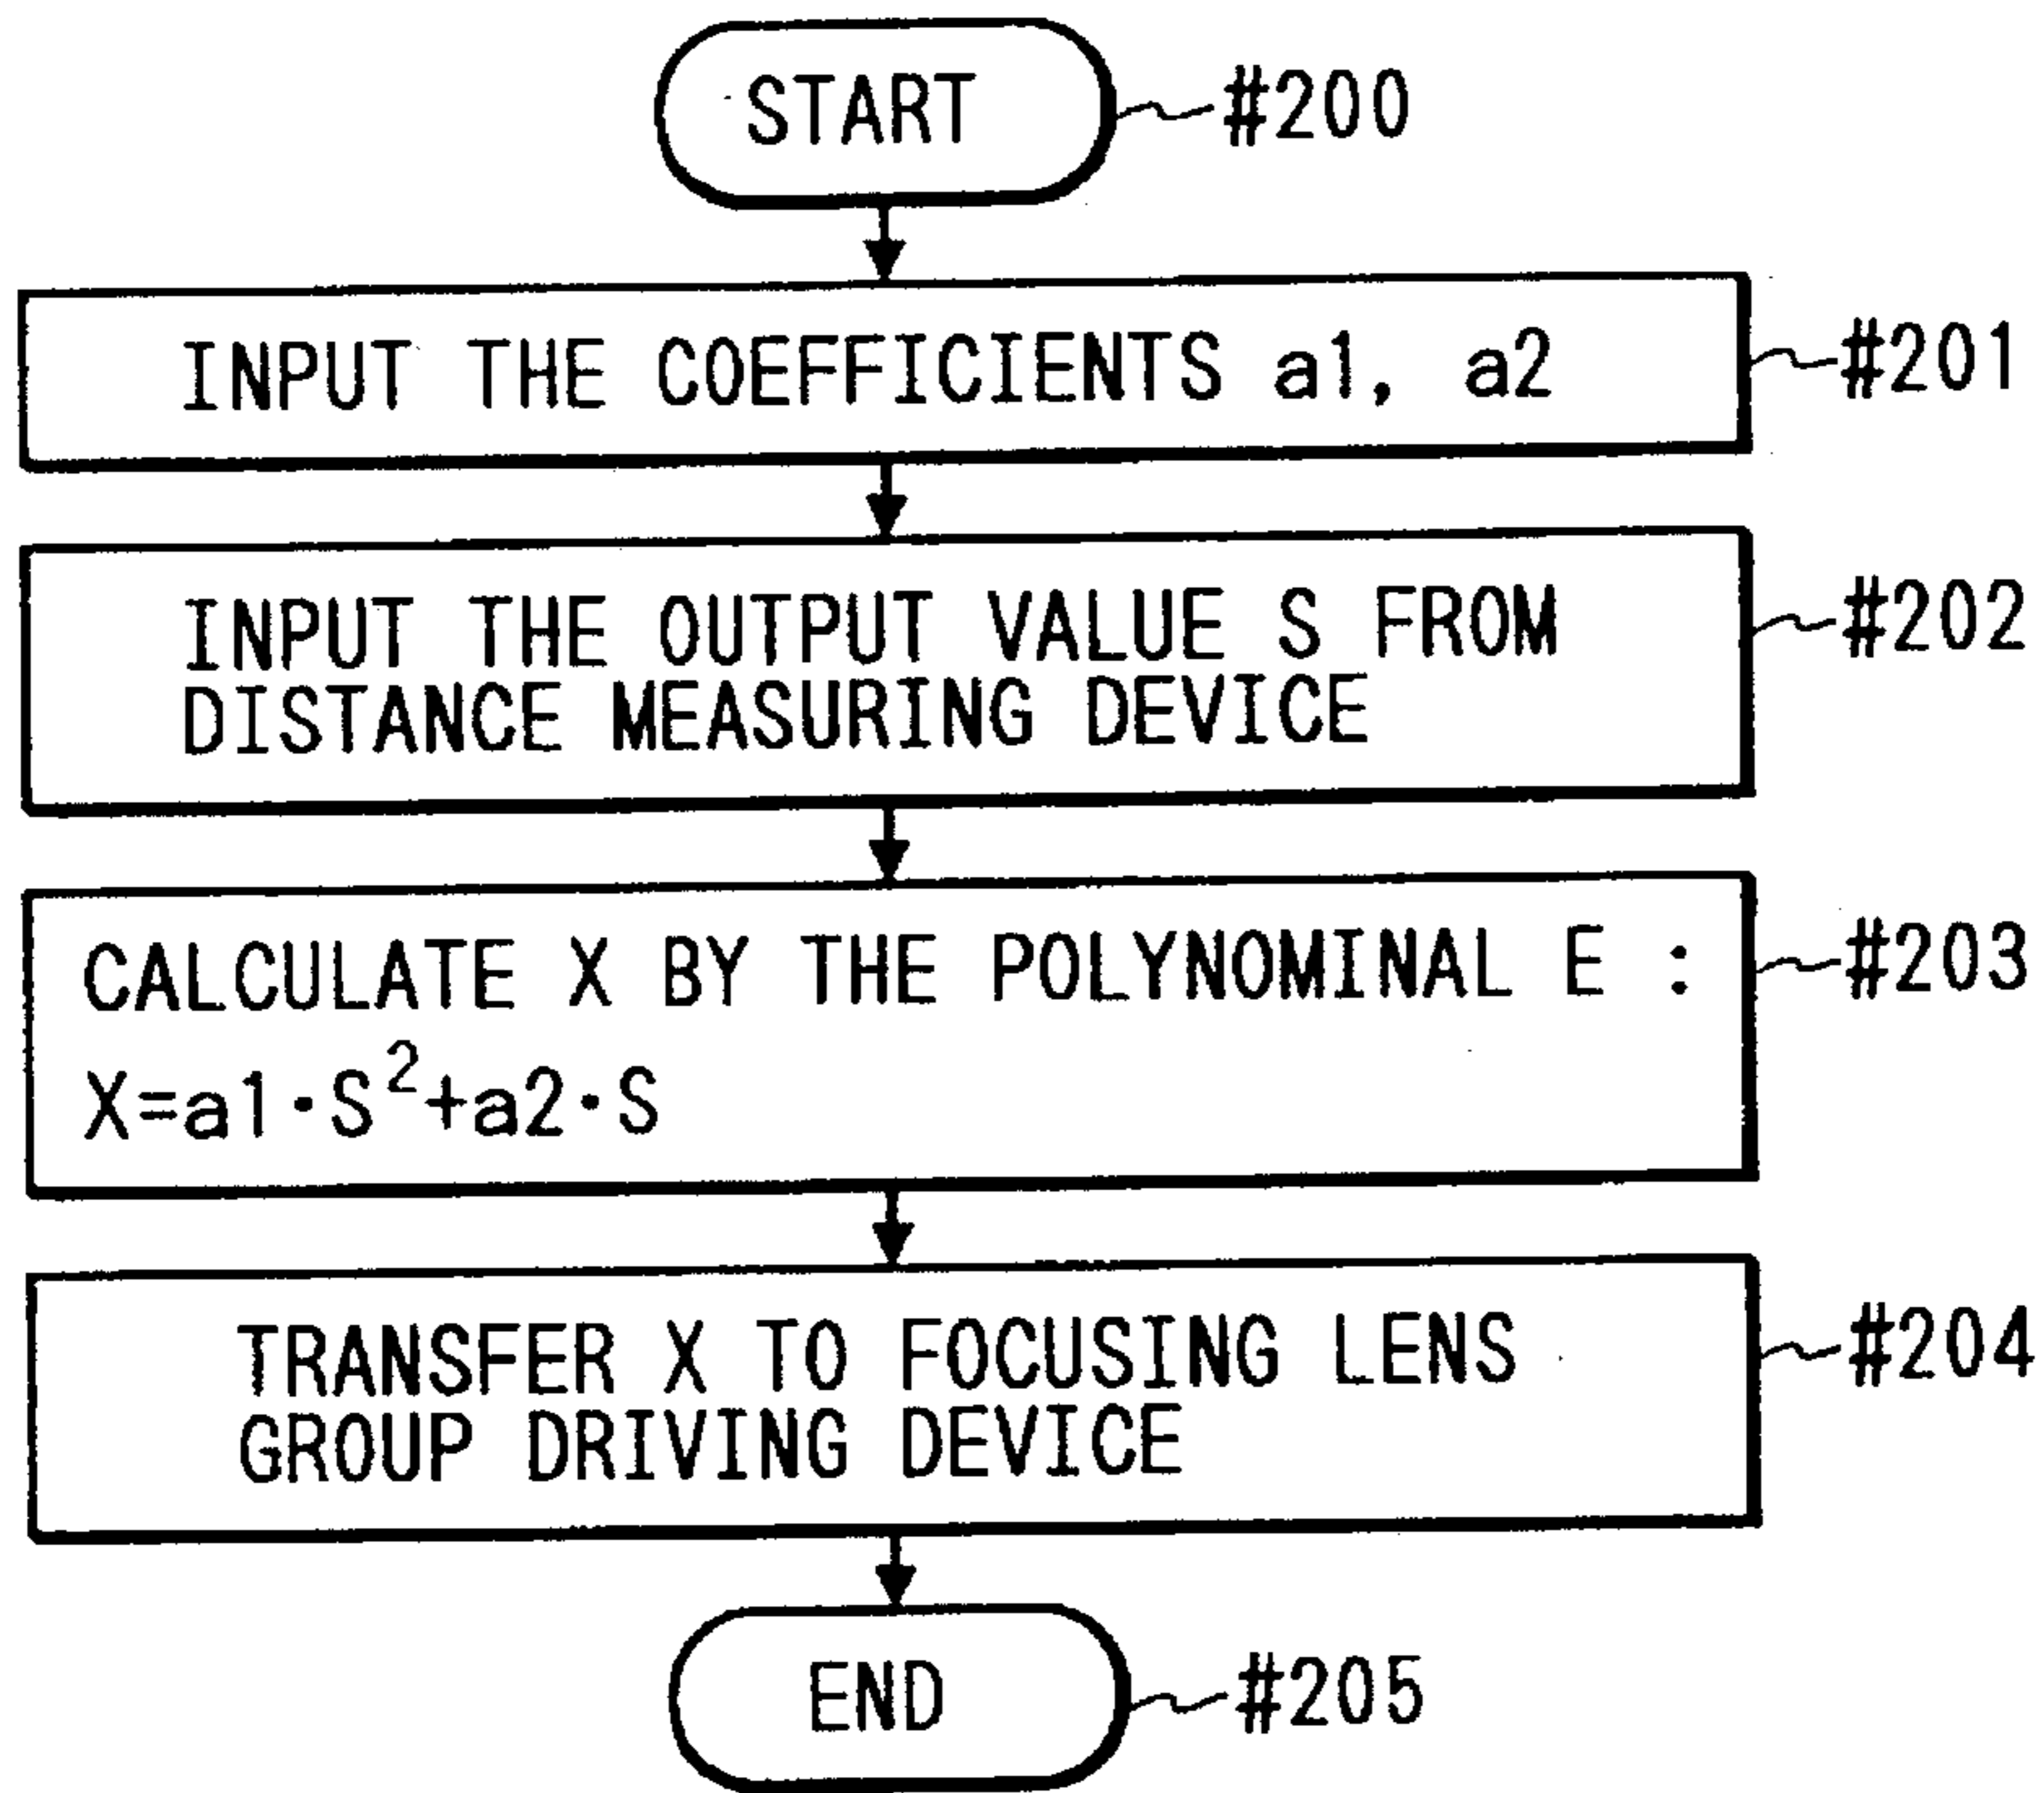 START #200
INPUT THE COEFFICIENTS a1, a2 #201
INPUT THE OUTPUT VALUE S FROM #202
DISTANCE MEASURING DEVICE
CALCULATE X BY THE POLYNOMINAL E : #203
X=a1·S²+a2·S
TRANSFER X TO FOCUSING LENS #204
GROUP DRIVING DEVICE
END #205